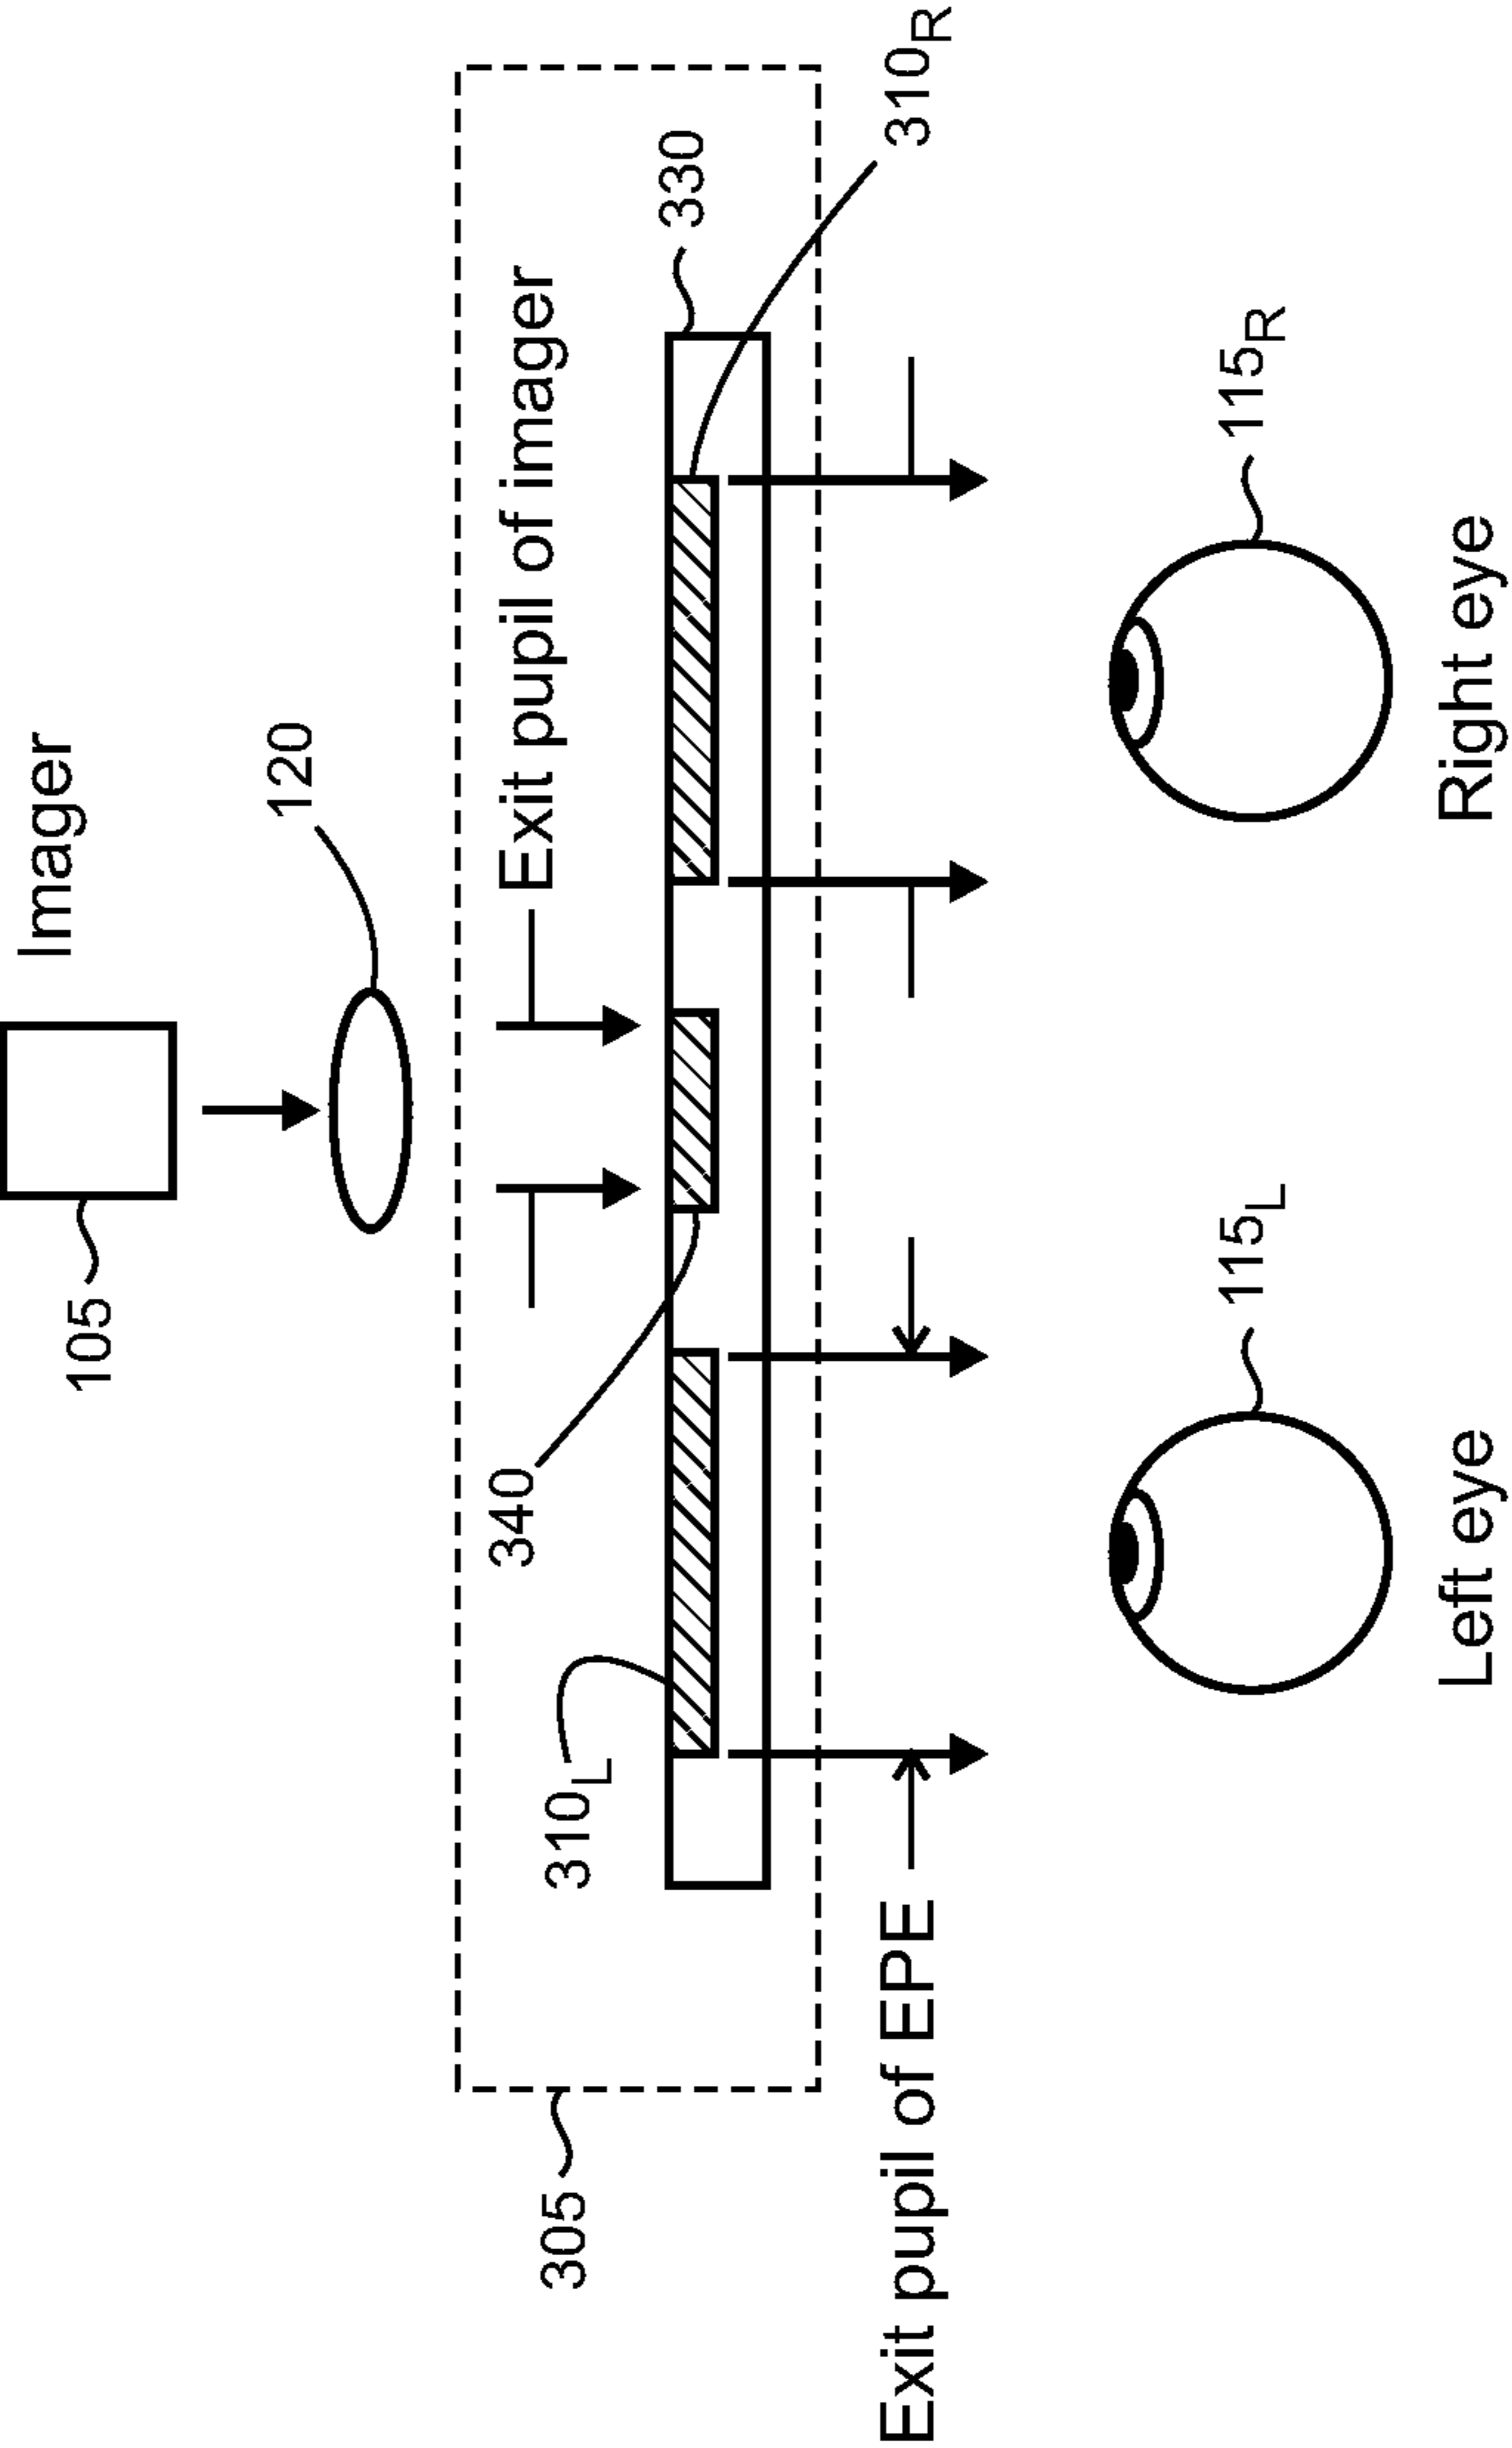 Imager
105
120
Exit pupil of imager
340
330
305
310L
310R
Exit pupil of EPE
115L
115R
Left eye
Right eye